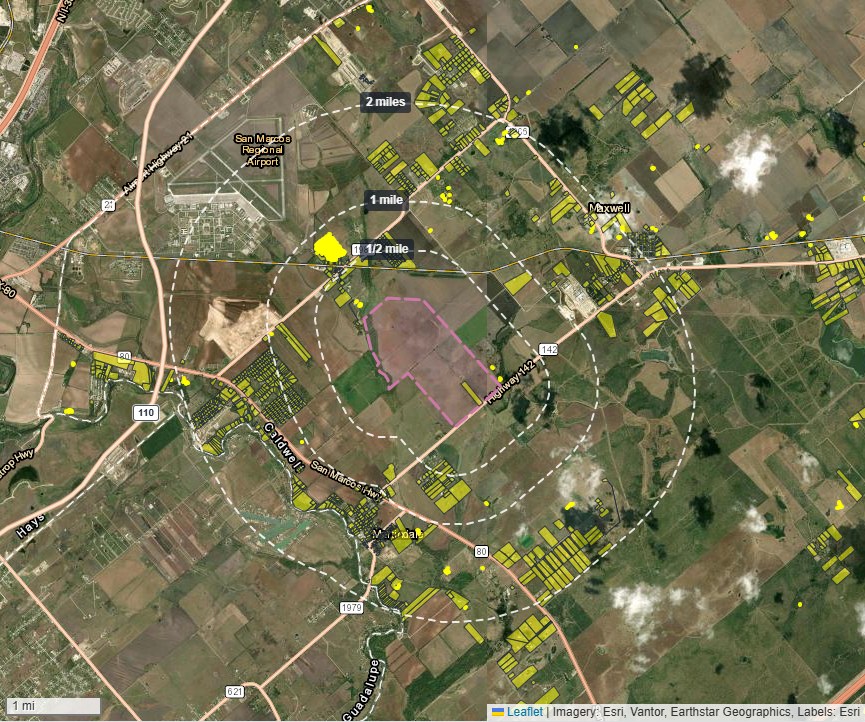 2 miles
San Marcos
Regional
Airport
Airport Highway 21
21
1 mile
1/2 mile
Maxwell
80
142
Highway 142
110
Caldwell
San Marcos Hwy
Hays
80
1979
621
Guadalupe
1 mi
Leaflet | Imagery: Esri, Vantor, Earthstar Geographics, Labels: Esri